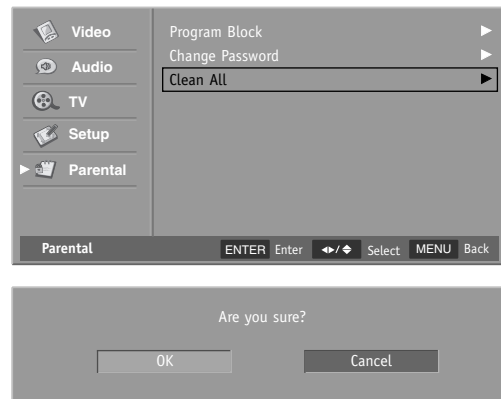 Video
Audio
TV
Setup
Parental
Program Block
Change Password
Clean All
Parental ENTER Enter / Select MENU Back
Are you sure?
OK Cancel